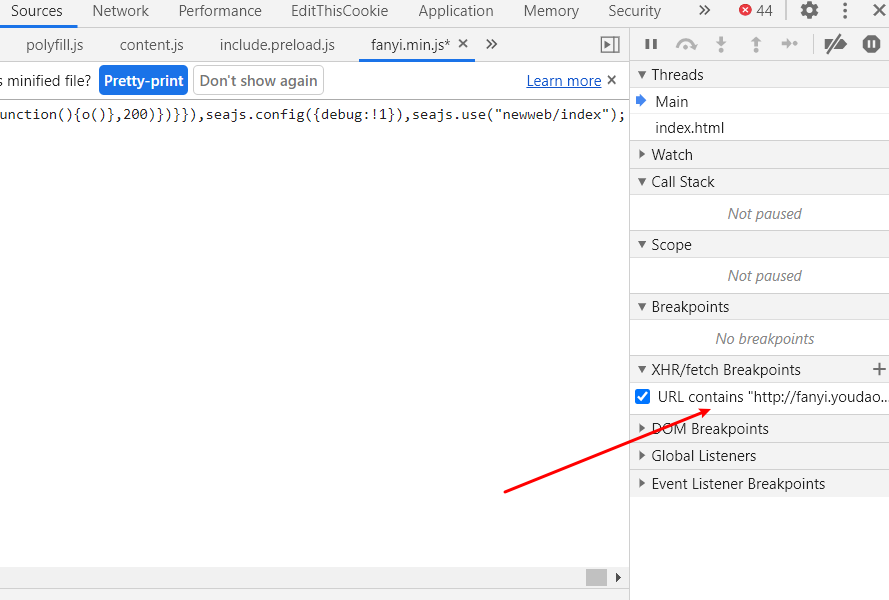 Sources Network Performance EditThisCookie Application Memory Security » 44
polyfill.js content.js include.preload.js fanyi.min.js* × »
s minified file? Pretty-print Don't show again Learn more ×
unction(){o()},200)})}}),seajs.config({debug:!1}),seajs.use("newweb/index");
Threads
Main
index.html
Watch
Call Stack
Not paused
Scope
Not paused
Breakpoints
No breakpoints
XHR/fetch Breakpoints +
URL contains "http://fanyi.youdao...
DOM Breakpoints
Global Listeners
Event Listener Breakpoints